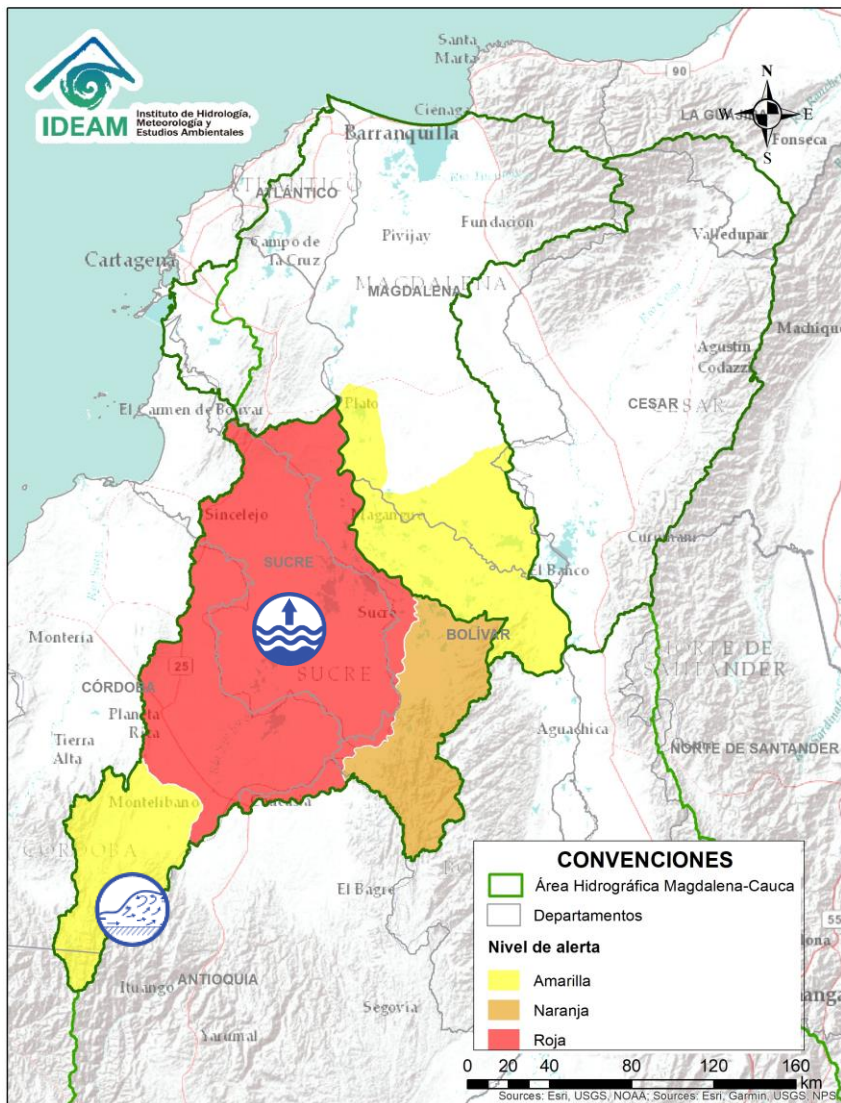 IDEAM
Instituto de Hidrología,
Meteorología y
Estudios Ambientales
N
W
E
S
Santa
Marta
90
Ciénaga
Barranquilla
Fonseca
ATLÁNTICO
Campo de
la Cruz
Pivijay
Fundación
Valledupar
Cartagena
MAGDALENA
MAGDALENA
Agustín
Codazzi
El Carmen de Bolívar
Plato
CESAR
CESAR
Sincelejo
Magangué
Curumaní
SUCRE
El Banco
Sucre
BOLÍVAR
Montería
25
SUCRE
NORTE DE
SANTANDER
CÓRDOBA
Planeta
Rica
Aguachica
Tierra
Alta
NORTE DE SANTANDER
Montelíbano
CÓRDOBA
El Bagre
ANTIOQUIA
Ituango
Segovia
Yarumal
55
CONVENCIONES
Área Hidrográfica Magdalena-Cauca
Departamentos
Nivel de alerta
Amarilla
Naranja
Roja
0 20 40 80 120 160
km
Sources: Esri, USGS, NOAA; Sources: Esri, Garmin, USGS, NPS